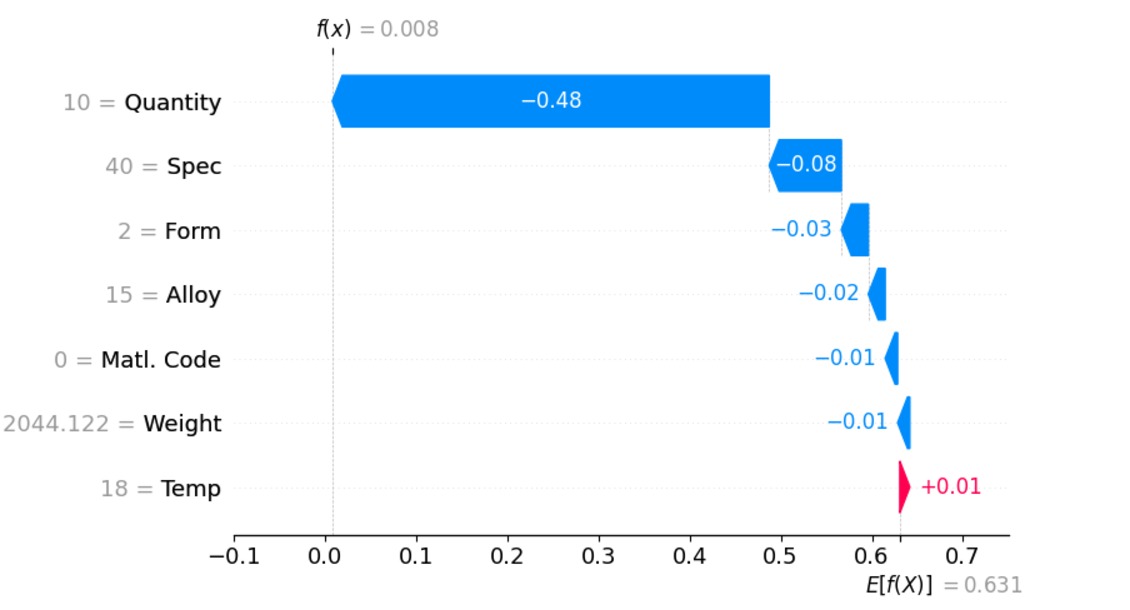 f(x) = 0.008
10 = Quantity
−0.48
40 = Spec
−0.08
2 = Form
−0.03
15 = Alloy
−0.02
0 = Matl. Code
−0.01
2044.122 = Weight
−0.01
18 = Temp
+0.01
−0.1 0.0 0.1 0.2 0.3 0.4 0.5 0.6 0.7
E[f(X)] = 0.631